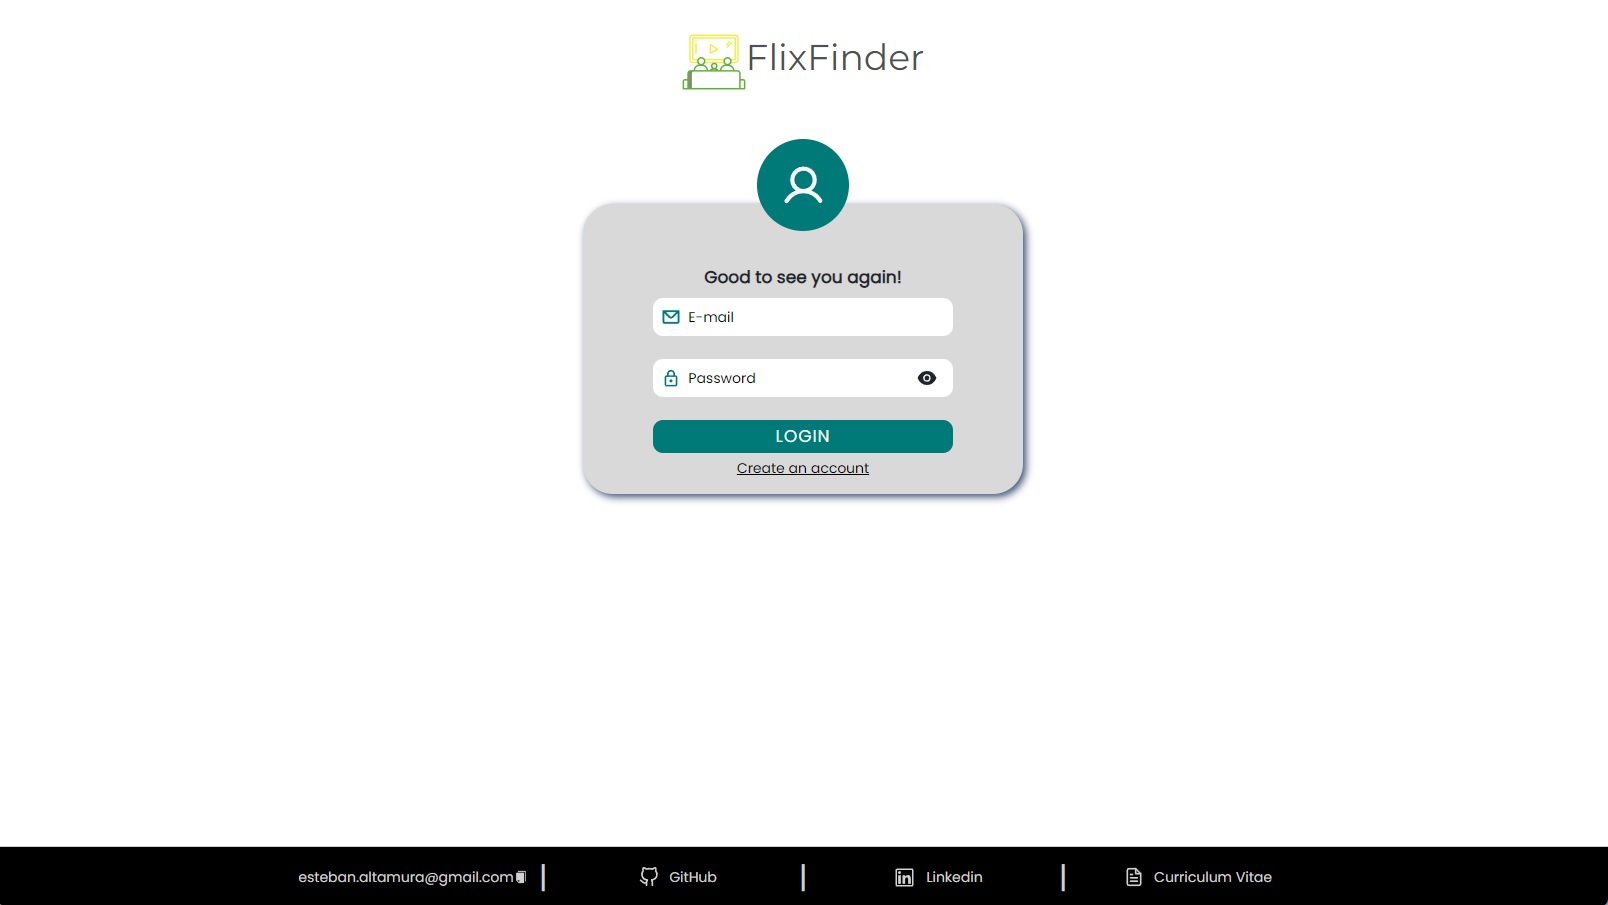 FlixFinder
Good to see you again!
E-mail
Password
LOGIN
Create an account
esteban.altamura@gmail.com | GitHub | Linkedin | Curriculum Vitae